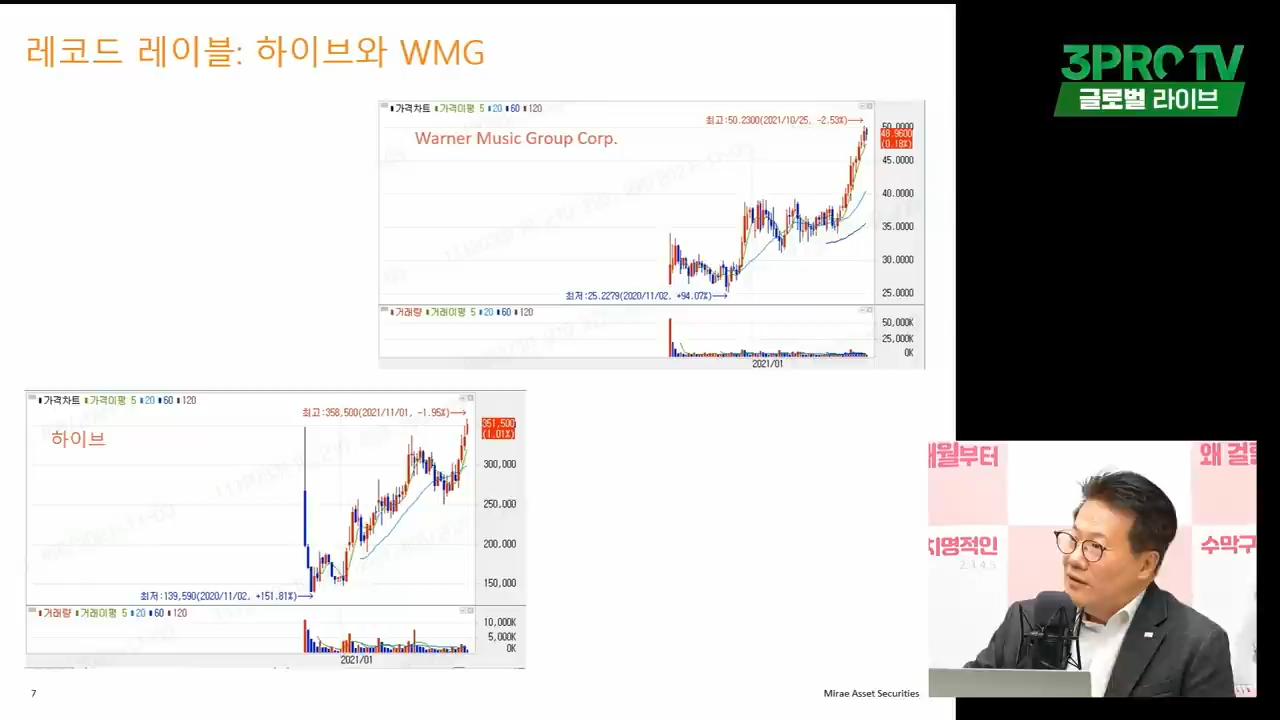 레코드 레이블: 하이브와 WMG
3PRO TV
글로벌 라이브
가격차트 가격이평 5 20 60 120
최고:50.2300(2021/10/25, -2.53%)
Warner Music Group Corp.
50.0000
48.9600
(0.18%)
45.0000
40.0000
35.0000
30.0000
25.0000
최저:25.2279(2020/11/02, +94.07%)
거래량 거래이평 5 20 60 120
50,000K
25,000K
0K
2021/01
가격차트 가격이평 5 20 60 120
최고:358,500(2021/11/01, -1.95%)
하이브
351,500
(1.01%)
300,000
250,000
200,000
150,000
최저:139,590(2020/11/02, +151.81%)
거래량 거래이평 5 20 60 120
10,000K
5,000K
0K
2021/01
7
Mirae Asset Securities
개월부터
왜 걸
치명적인
수막구
2.1.4.5